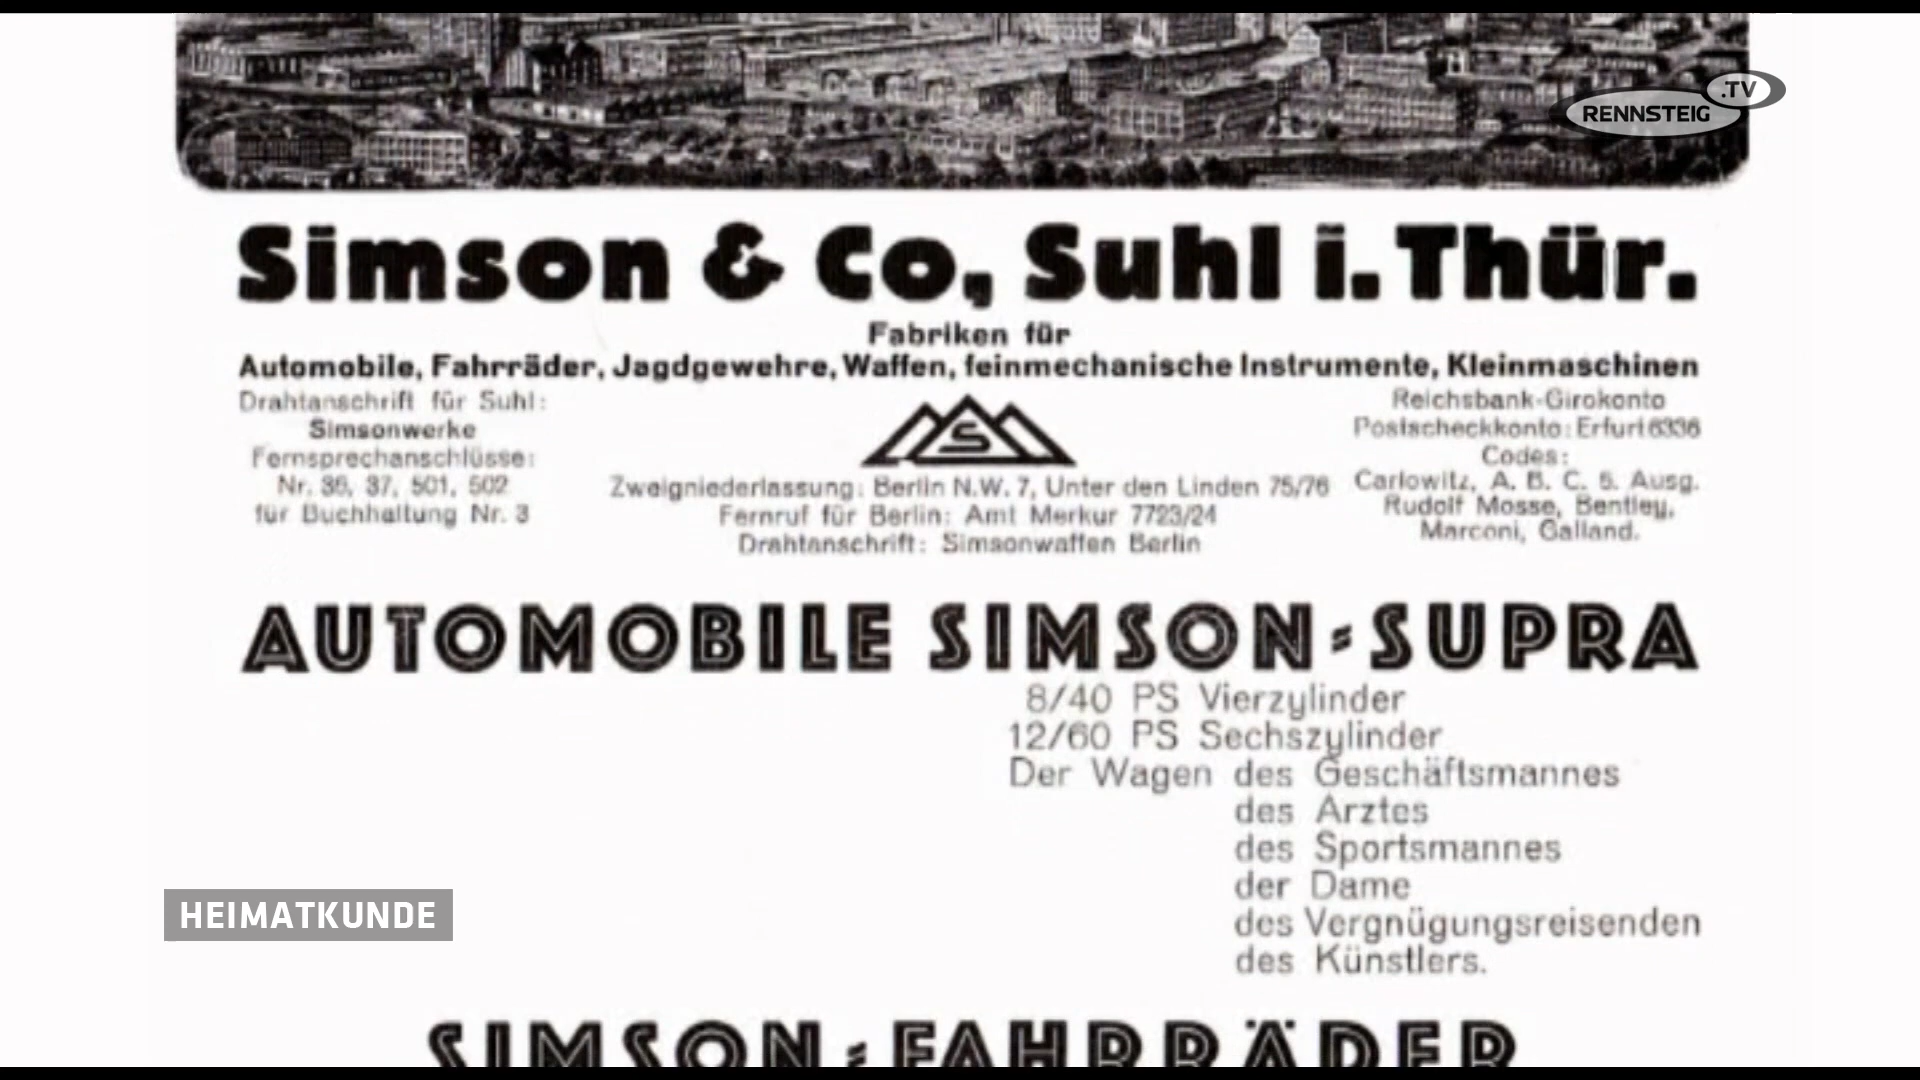 RENNSTEIG .TV
Simson & Co, Suhl i. Thür.
Fabriken für
Automobile, Fahrräder, Jagdgewehre, Waffen, feinmechanische Instrumente, Kleinmaschinen
Drahtanschrift für Suhl:
Simsonwerke
Fernsprechanschlüsse:
Nr. 36, 37, 501, 502
für Buchhaltung Nr. 3
S
Zweigniederlassung: Berlin N.W. 7, Unter den Linden 75/76
Fernruf für Berlin: Amt Merkur 7723/24
Drahtanschrift: Simsonwaffen Berlin
Reichsbank-Girokonto
Postscheckkonto: Erfurt 6336
Codes:
Carlowitz, A. B. C. 5. Ausg.
Rudolf Mosse, Bentley,
Marconi, Galland.
AUTOMOBILE SIMSON=SUPRA
8/40 PS Vierzylinder
12/60 PS Sechszylinder
Der Wagen des Geschäftsmannes
des Arztes
des Sportsmannes
der Dame
des Vergnügungsreisenden
des Künstlers.
HEIMATKUNDE
SIMSON=FAHRRÄDER